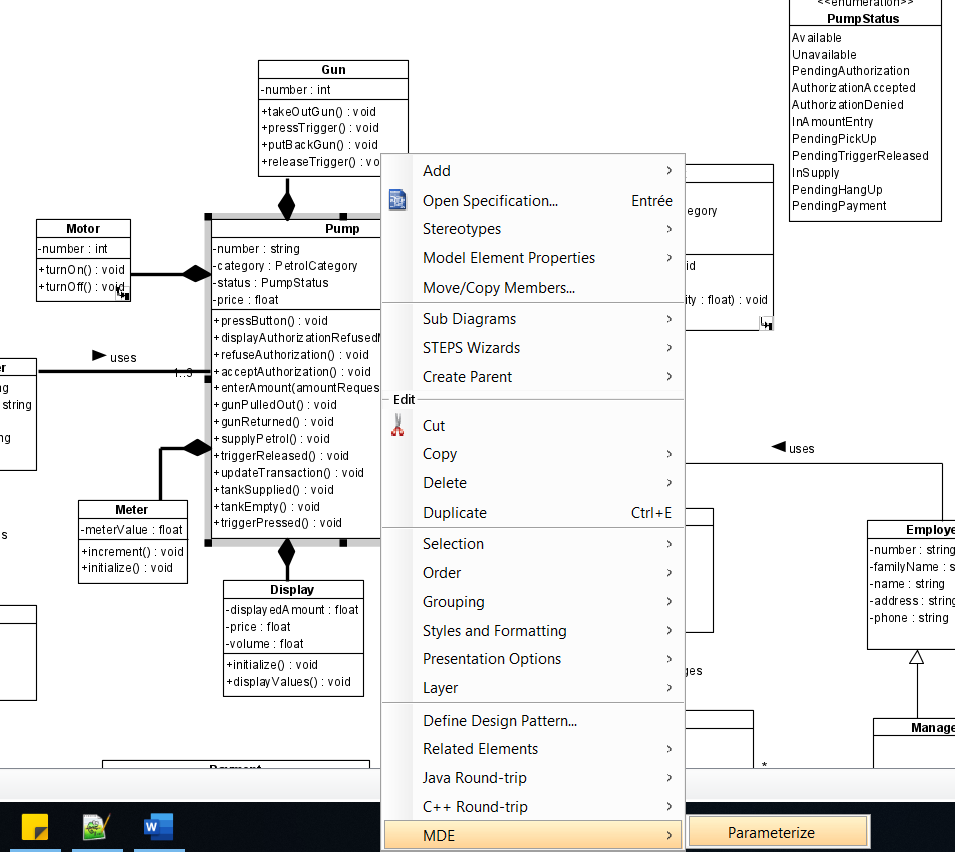 <<enumeration>>
PumpStatus
Available
Unavailable
PendingAuthorization
AuthorizationAccepted
AuthorizationDenied
InAmountEntry
PendingPickUp
PendingTriggerReleased
InSupply
PendingHangUp
PendingPayment
Gun
-number : int
+takeOutGun() : void
+pressTrigger() : void
+putBackGun() : void
+releaseTrigger() : vo
Motor
-number : int
+turnOn() : void
+turnOff() : void
Pump
-number : string
-category : PetrolCategory
-status : PumpStatus
-price : float
+pressButton() : void
+displayAuthorizationRefused
+refuseAuthorization() : void
+acceptAuthorization() : void
+enterAmount(amountReques
+gunPulledOut() : void
+gunReturned() : void
+supplyPetrol() : void
+triggerReleased() : void
+updateTransaction() : void
+tankSupplied() : void
+tankEmpty() : void
+triggerPressed() : void
uses
1..3
er
ng
string
ng
s
Meter
-meterValue : float
+increment() : void
+initialize() : void
Display
-displayedAmount : float
-price : float
-volume : float
+initialize() : void
+displayValues() : void
Payment
Add
Open Specification... Entrée
Stereotypes
Model Element Properties
Move/Copy Members...
Sub Diagrams
STEPS Wizards
Create Parent
Edit
Cut
Copy
Delete
Duplicate Ctrl+E
Selection
Order
Grouping
Styles and Formatting
Presentation Options
Layer
Define Design Pattern...
Related Elements
Java Round-trip
C++ Round-trip
MDE
Parameterize
egory
id
ity : float) : void
uses
ges
*
Employe
-number : string
-familyName : s
-name : string
-address : string
-phone : string
Manage
W